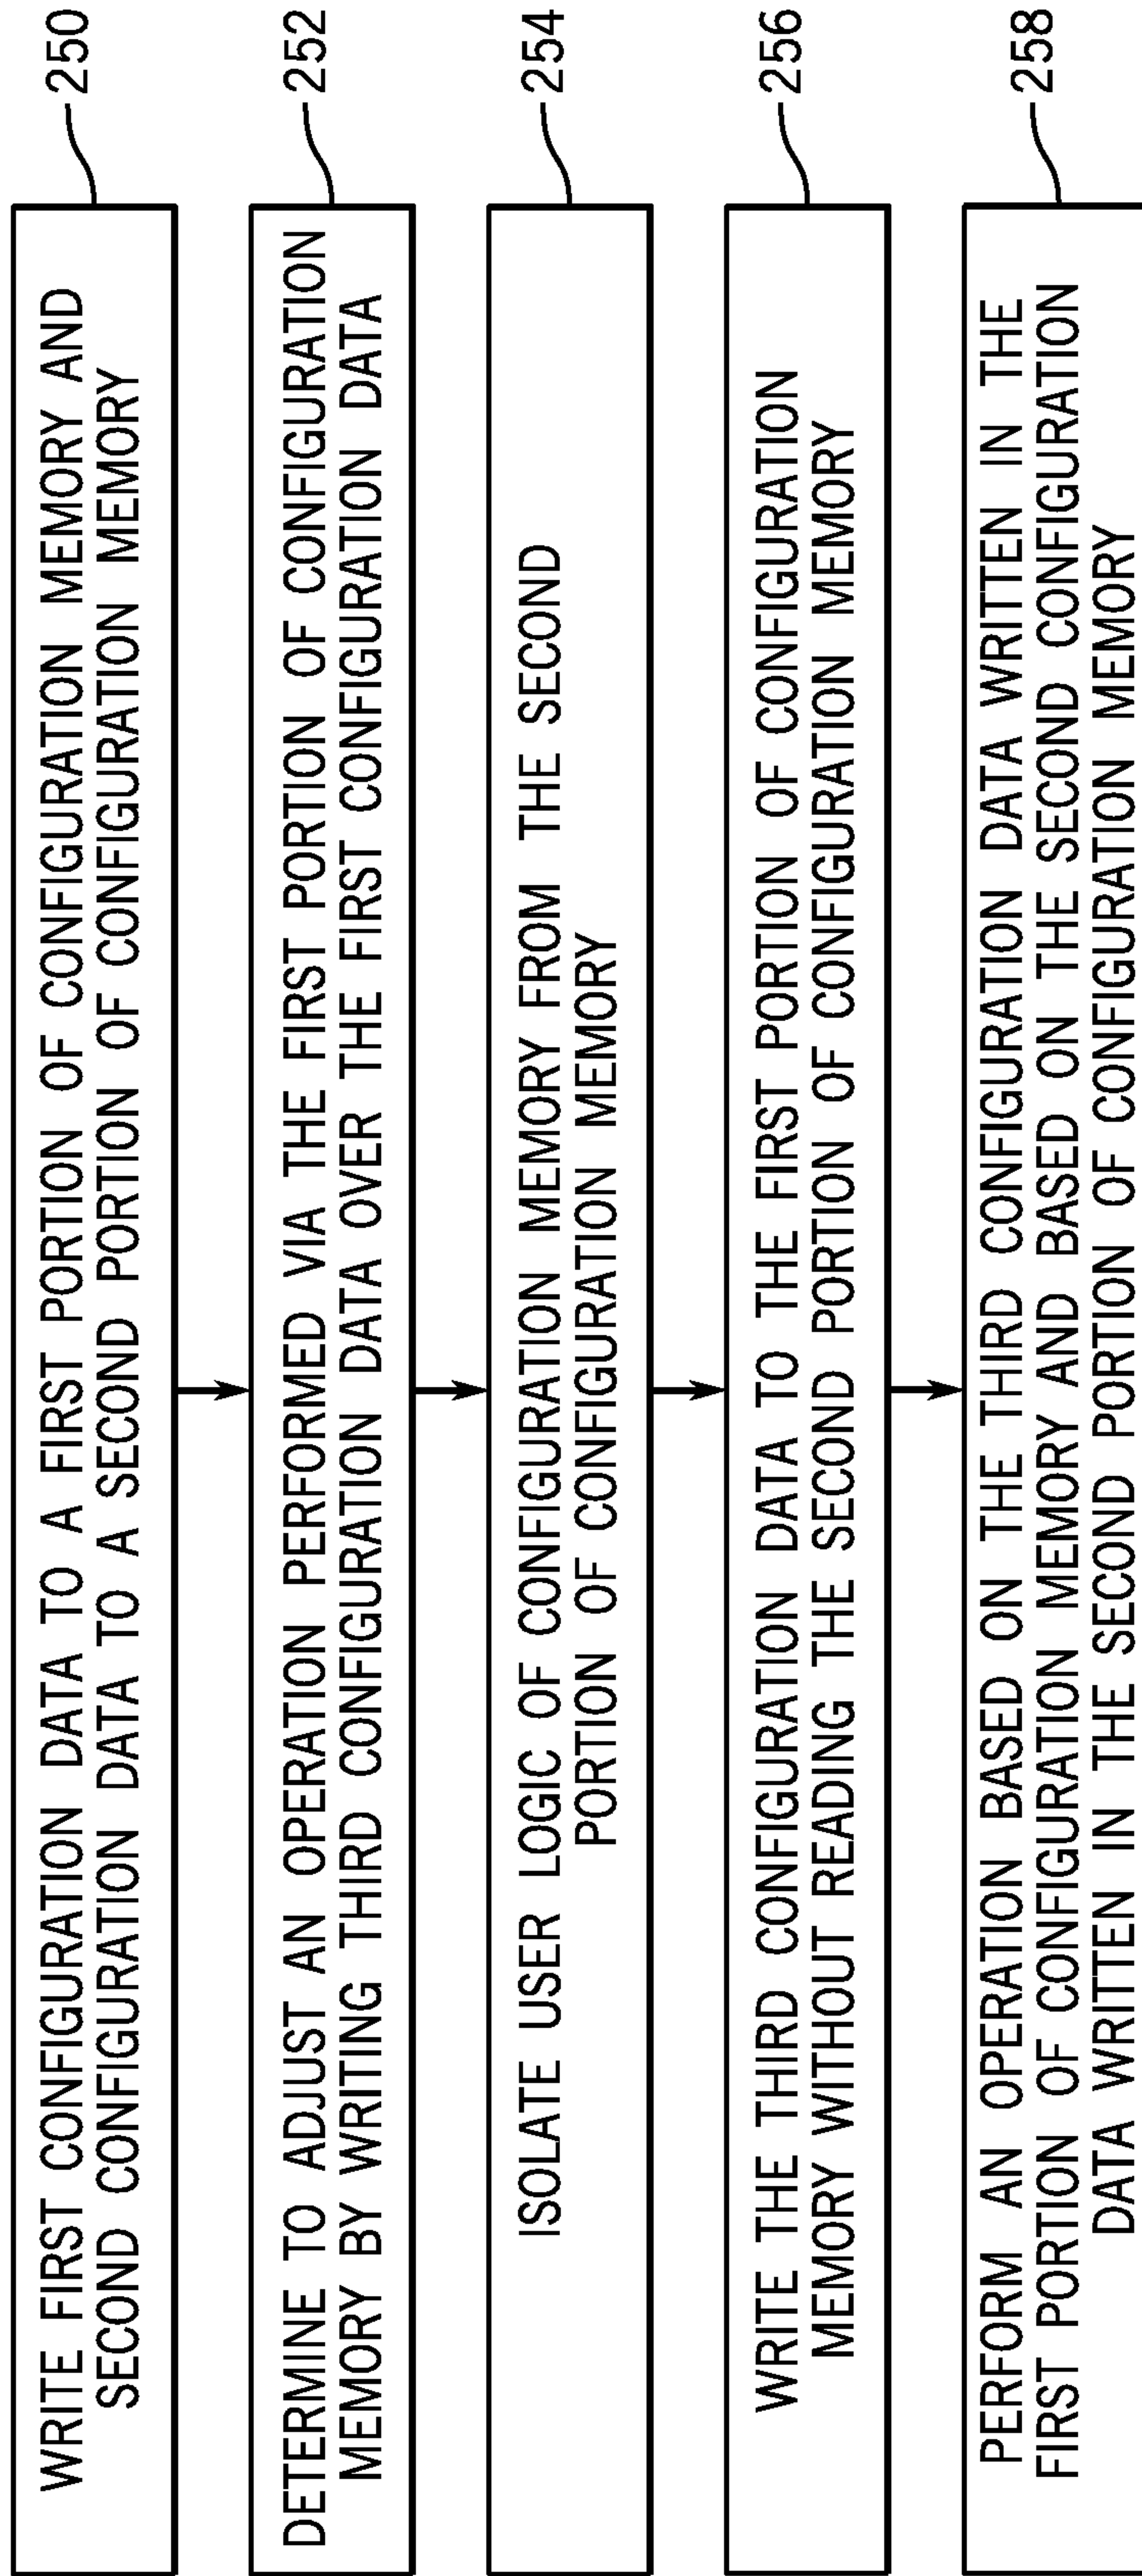 WRITE FIRST CONFIGURATION DATA TO A FIRST PORTION OF CONFIGURATION MEMORY AND
SECOND CONFIGURATION DATA TO A SECOND PORTION OF CONFIGURATION MEMORY
250
DETERMINE TO ADJUST AN OPERATION PERFORMED VIA THE FIRST PORTION OF CONFIGURATION
MEMORY BY WRITING THIRD CONFIGURATION DATA OVER THE FIRST CONFIGURATION DATA
252
ISOLATE USER LOGIC OF CONFIGURATION MEMORY FROM THE SECOND
PORTION OF CONFIGURATION MEMORY
254
WRITE THE THIRD CONFIGURATION DATA TO THE FIRST PORTION OF CONFIGURATION
MEMORY WITHOUT READING THE SECOND PORTION OF CONFIGURATION MEMORY
256
PERFORM AN OPERATION BASED ON THE THIRD CONFIGURATION DATA WRITTEN IN THE
FIRST PORTION OF CONFIGURATION MEMORY AND BASED ON THE SECOND CONFIGURATION
DATA WRITTEN IN THE SECOND PORTION OF CONFIGURATION MEMORY
258